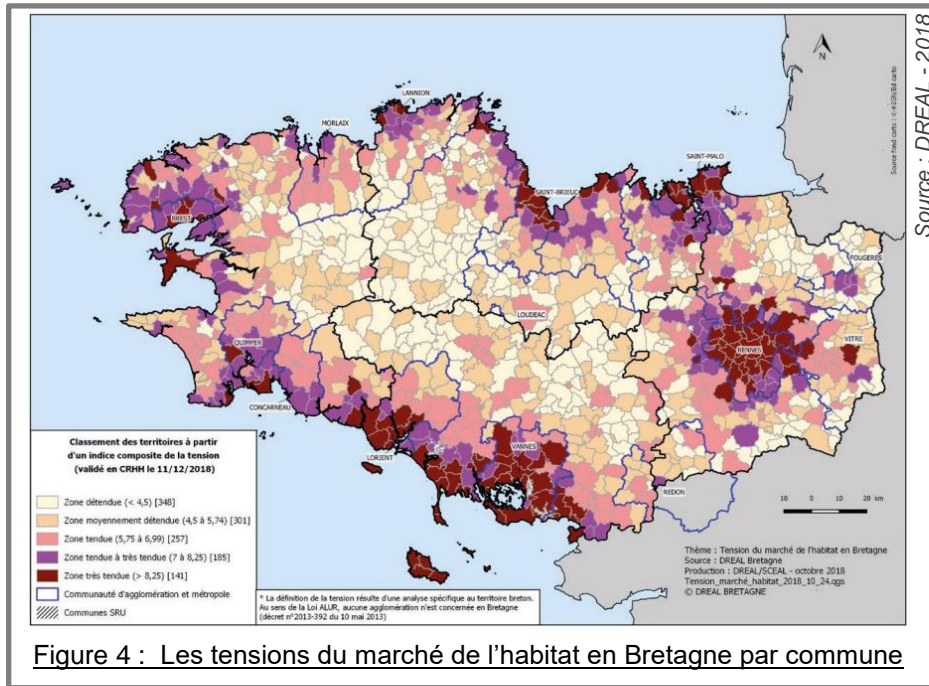 N
Source : DREAL - 2018
LANNION
MORLAIX
SAINT-MALO
SAINT-BRIEUC
BREST
FOUGERES
LOUDEAC
VITRE
RENNES
QUIMPER
CONCARNEAU
LORIENT
VANNES
REDON
10 0 10 20 km
Classement des territoires à partir
d'un indice composite de la tension
(validé en CRHH le 11/12/2018)
Zone détendue (< 4,5) [348]
Zone moyennement détendue (4,5 à 5,74) [301]
Zone tendue (5,75 à 6,99) [257]
Zone tendue à très tendue (7 à 8,25) [185]
Zone très tendue (> 8,25) [141]
Communauté d'agglomération et métropole
Communes SRU
* La définition de la tension résulte d'une analyse spécifique au territoire breton.
Au sens de la Loi ALUR, aucune agglomération n'est concernée en Bretagne
(décret n°2013-392 du 10 mai 2013)
Thème : Tension du marché de l'habitat en Bretagne
Source : DREAL Bretagne
Production : DREAL/SCEAL - octobre 2018
Tension_marché_habitat_2018_10_24.qgs
© DREAL BRETAGNE
Figure 4 : Les tensions du marché de l'habitat en Bretagne par commune